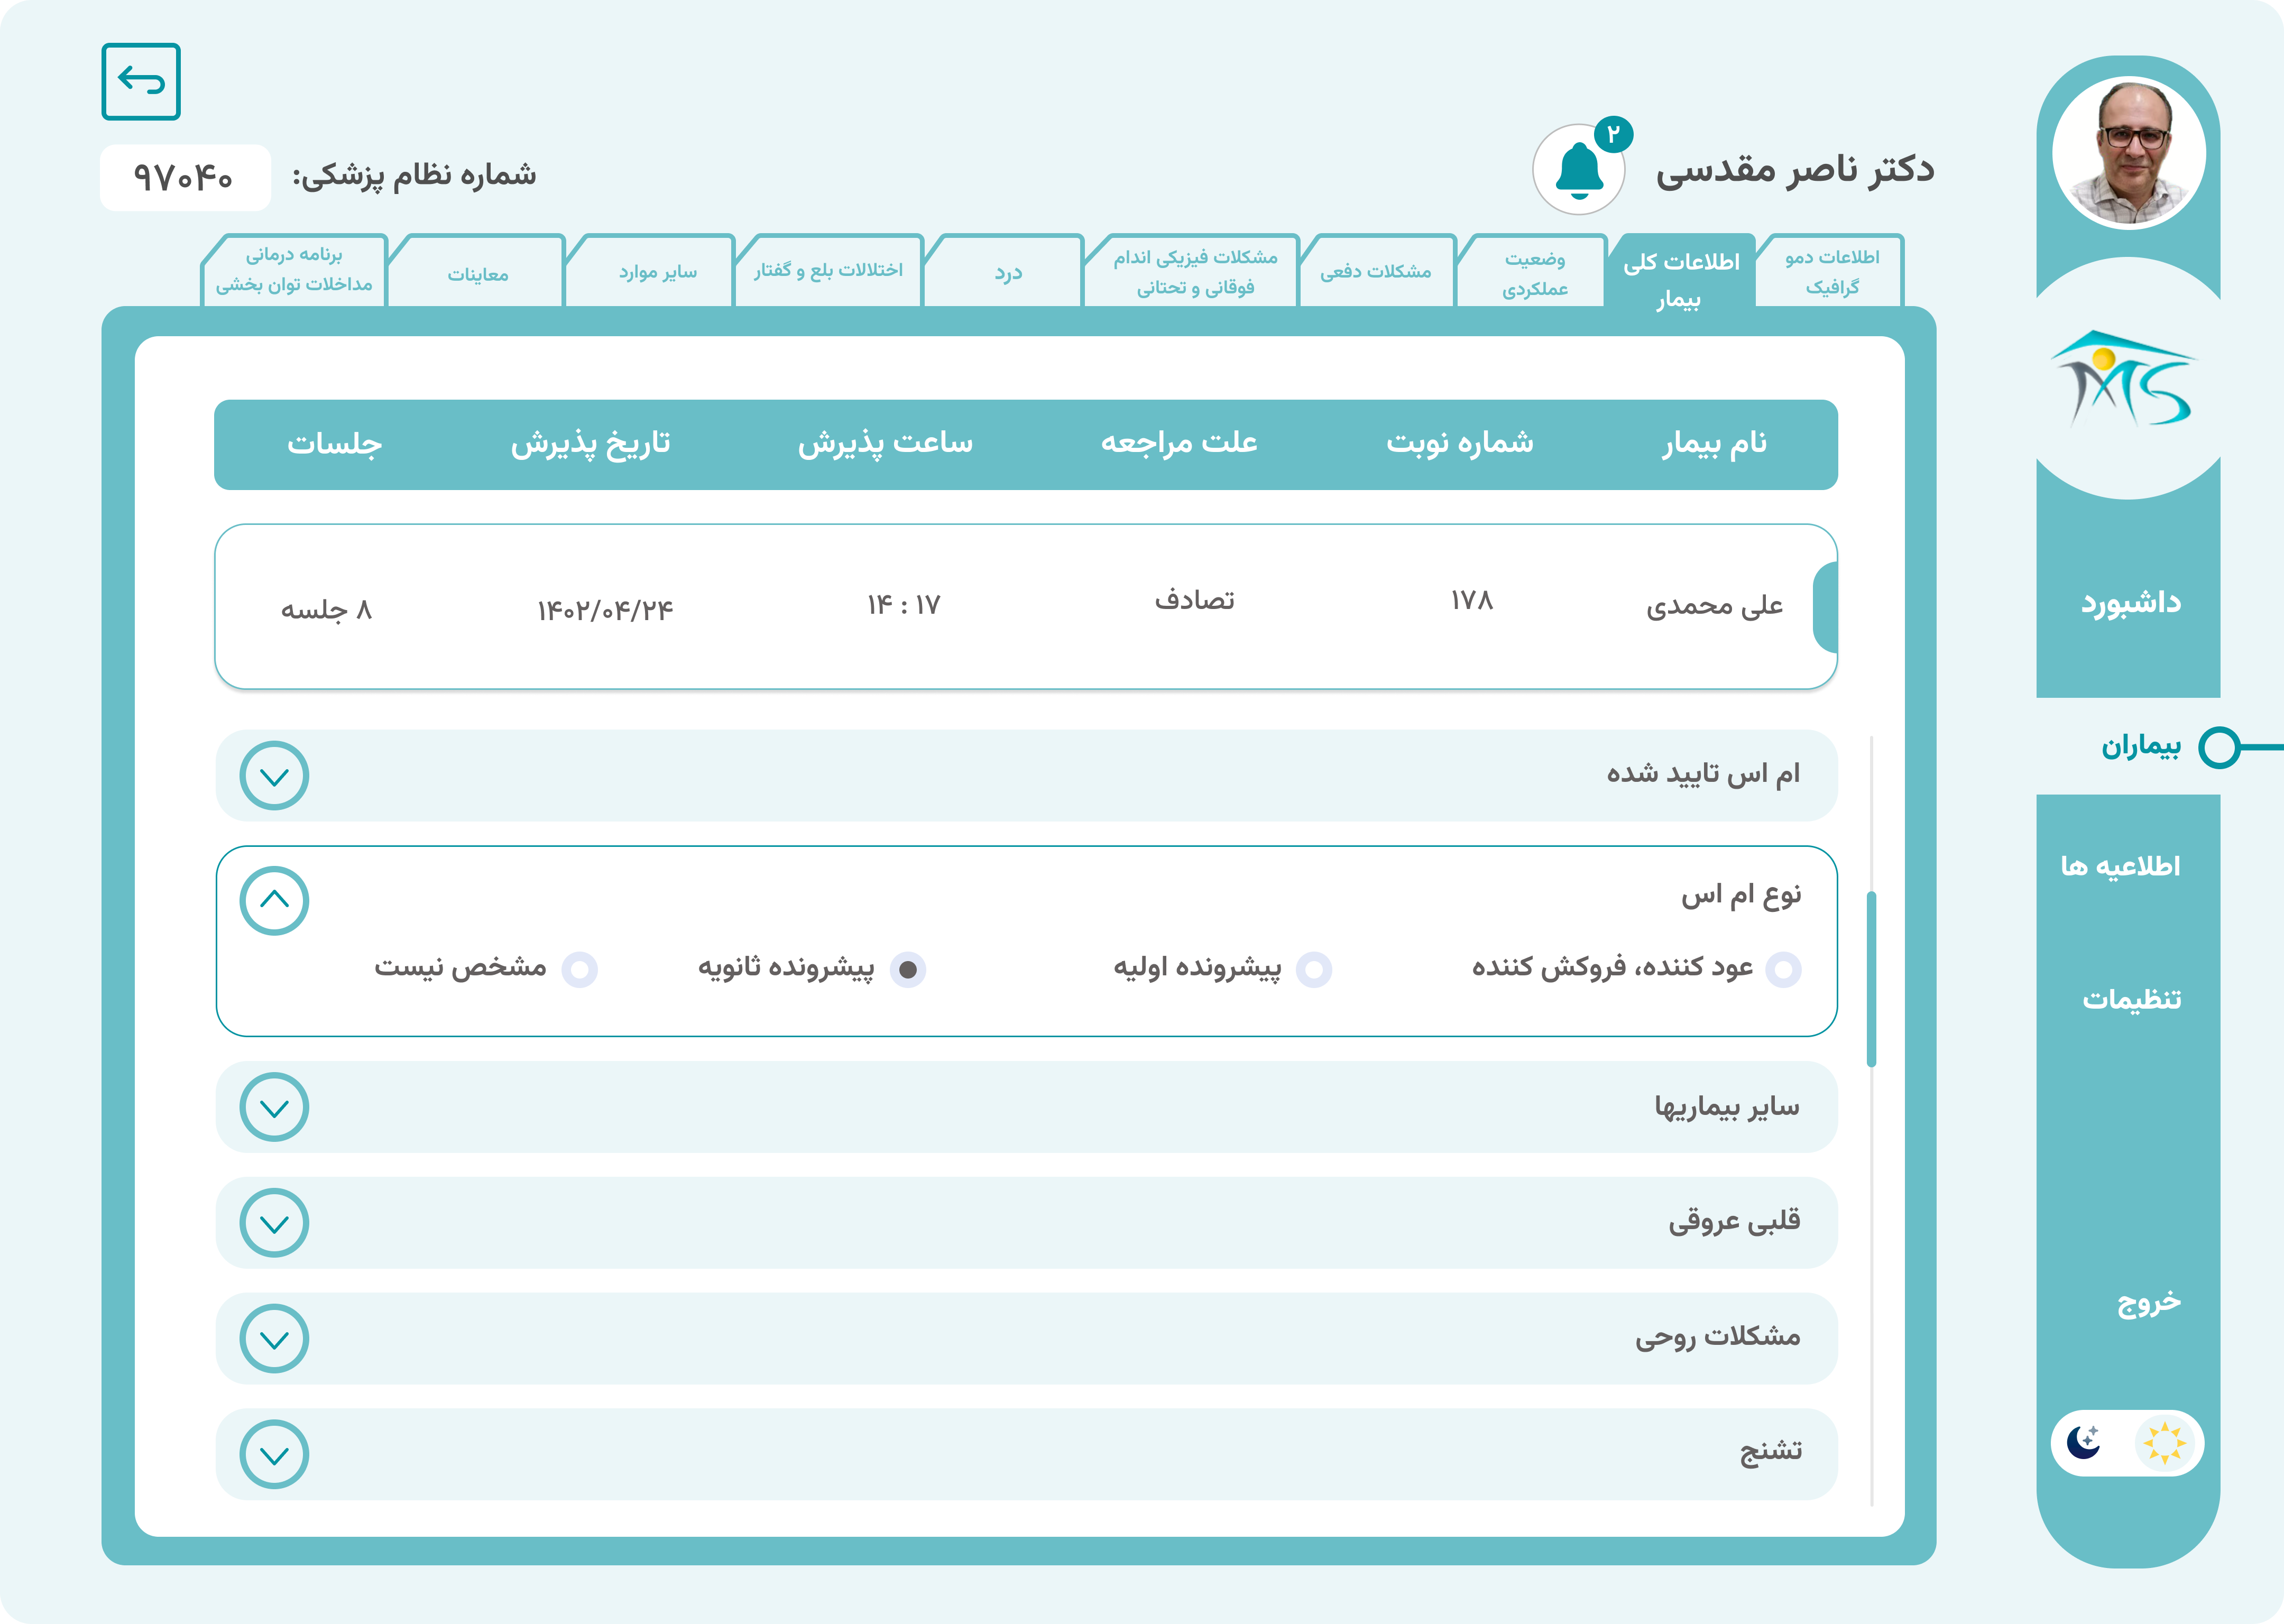 دکتر ناصر مقدسی
۲
شماره نظام پزشکی:
۹۷۰۴۰
اطلاعات دمو
گرافیک
اطلاعات کلی
بیمار
وضعیت
عملکردی
مشکلات دفعی
مشکلات فیزیکی اندام
فوقانی و تحتانی
درد
اختلالات بلع و گفتار
سایر موارد
معاینات
برنامه درمانی
مداخلات توان بخشی
MS
داشبورد
بیماران
اطلاعیه ها
تنظیمات
خروج
نام بیمار
شماره نوبت
علت مراجعه
ساعت پذیرش
تاریخ پذیرش
جلسات
علی محمدی
۱۷۸
تصادف
۱۴ : ۱۷
۱۴۰۲/۰۴/۲۴
۸ جلسه
ام اس تایید شده
نوع ام اس
عود کننده، فروکش کننده
پیشرونده اولیه
پیشرونده ثانویه
مشخص نیست
سایر بیماریها
قلبی عروقی
مشکلات روحی
تشنج